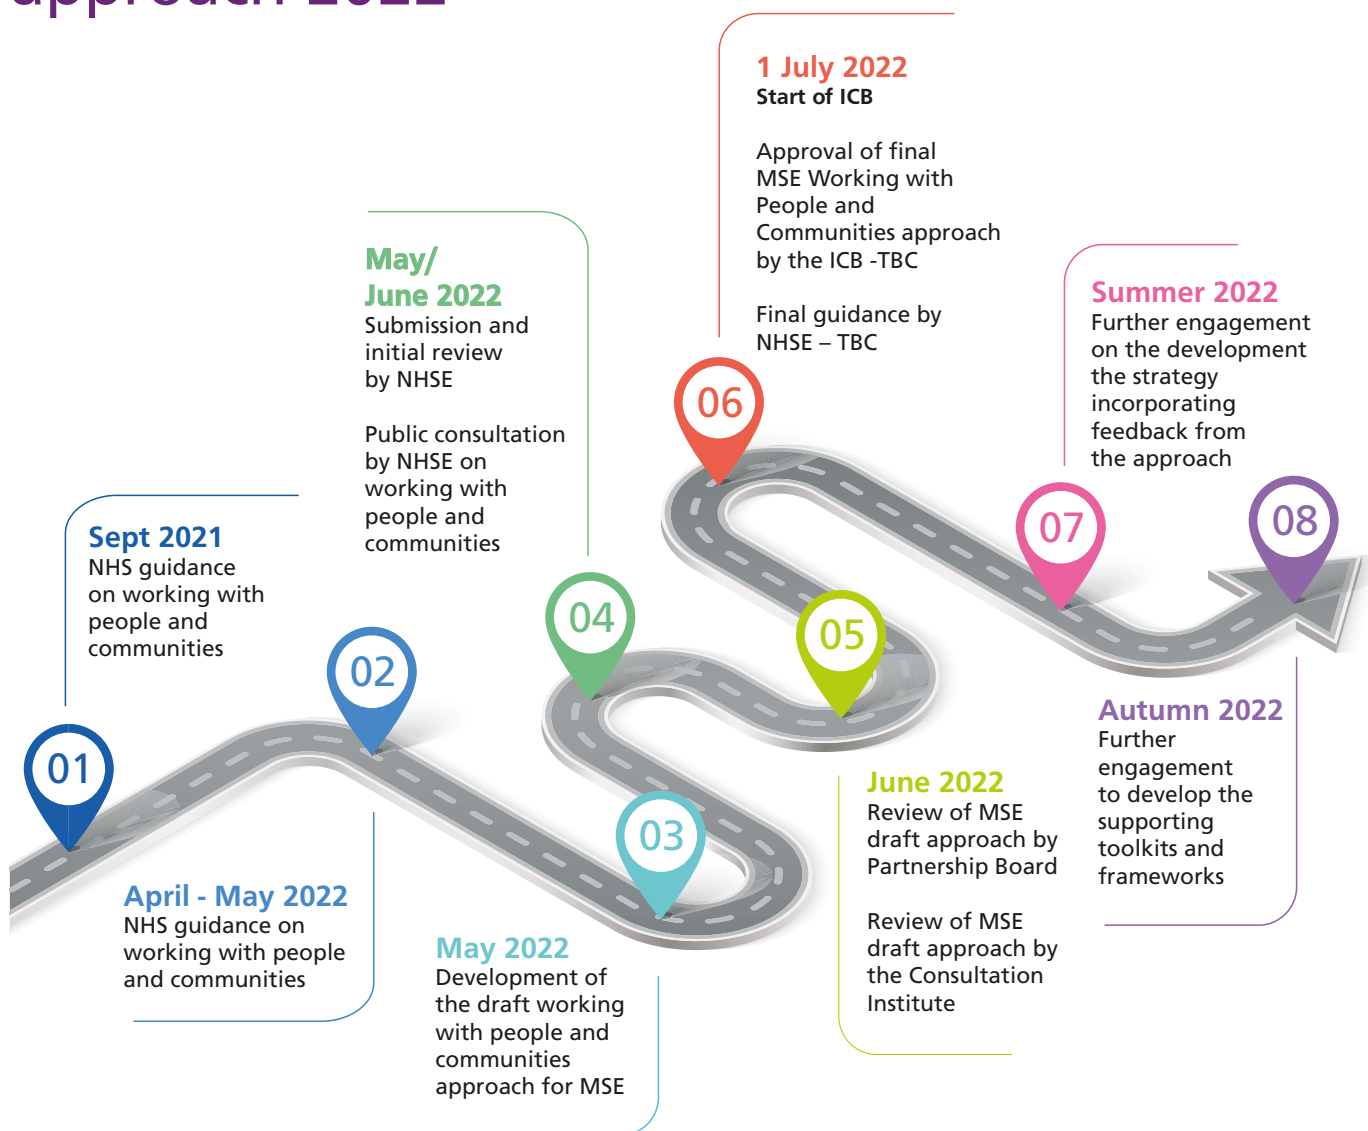 approach 2022
1 July 2022
Start of ICB
Approval of final
MSE Working with
People and
Communities approach
by the ICB -TBC
Final guidance by
NHSE – TBC
May/
June 2022
Submission and
initial review
by NHSE
Public consultation
by NHSE on
working with
people and
communities
Summer 2022
Further engagement
on the development
the strategy
incorporating
feedback from
the approach
Sept 2021
NHS guidance
on working with
people and
communities
01
02
03
04
05
06
07
08
April - May 2022
NHS guidance on
working with people
and communities
May 2022
Development of
the draft working
with people and
communities
approach for MSE
June 2022
Review of MSE
draft approach by
Partnership Board
Review of MSE
draft approach by
the Consultation
Institute
Autumn 2022
Further
engagement
to develop the
supporting
toolkits and
frameworks